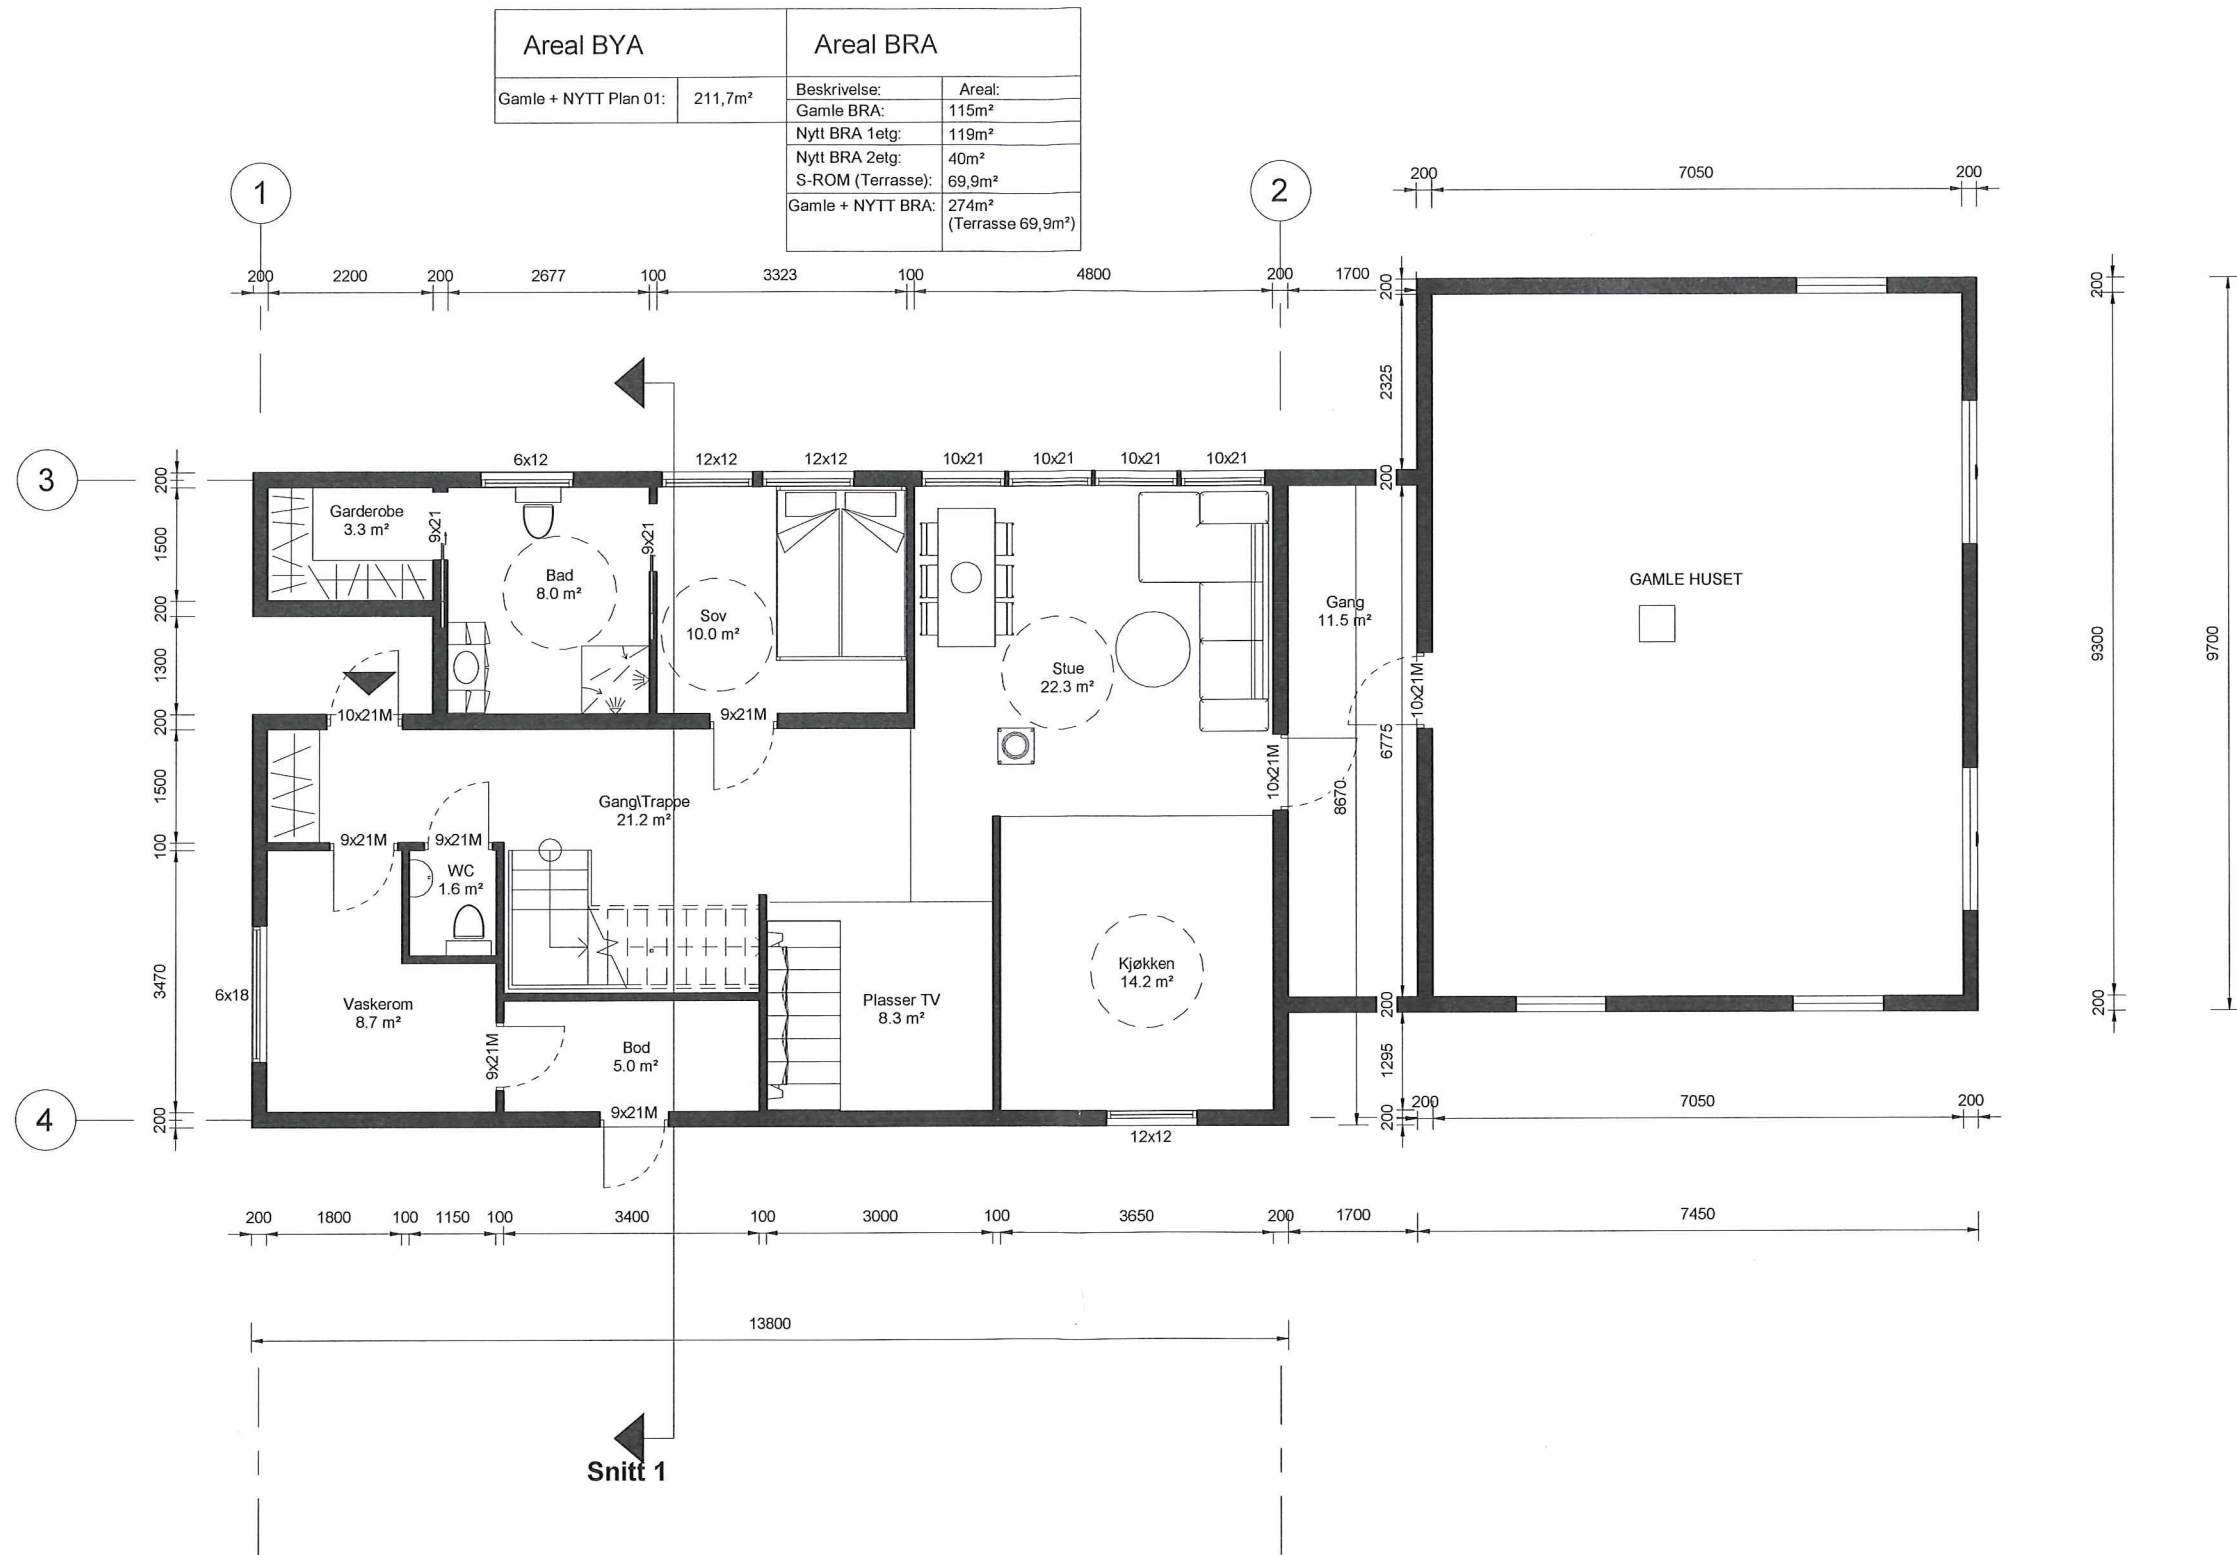 Areal BYA
Areal BRA
Gamle + NYTT Plan 01:
211,7m²
Beskrivelse:
Areal:
Gamle BRA:
115m²
Nytt BRA 1etg:
119m²
Nytt BRA 2etg:
40m²
S-ROM (Terrasse):
69,9m²
Gamle + NYTT BRA:
274m²
(Terrasse 69,9m²)
1
2
200
7050
200
200
2200
200
2677
100
3323
100
4800
200
1700
200
2325
200
6775
200
1295
200
200
9300
200
9700
3
4
200
1500
200
1300
200
1500
100
3470
200
6x12
12x12
12x12
10x21
10x21
10x21
10x21
Garderobe
3.3 m²
9x21
Bad
8.0 m²
9x21
Sov
10.0 m²
Stue
22.3 m²
Gang
11.5 m²
GAMLE HUSET
10x21M
9x21M
10x21M
10x21M
8670
Gang\Trappe
21.2 m²
9x21M
9x21M
WC
1.6 m²
6x18
Vaskerom
8.7 m²
9x21M
Bod
5.0 m²
9x21M
Plasser TV
8.3 m²
Kjøkken
14.2 m²
12x12
200
7050
200
200
1800
100
1150
100
3400
100
3000
100
3650
200
1700
7450
13800
Snitt 1